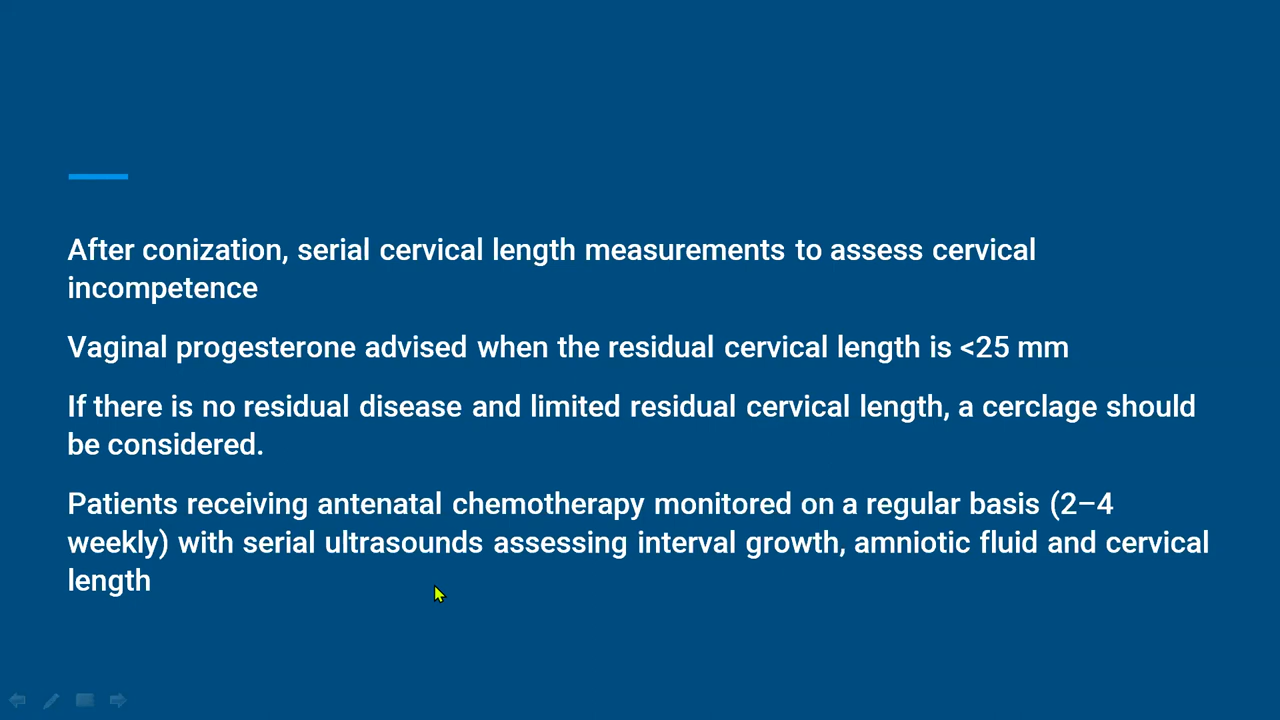 After conization, serial cervical length measurements to assess cervical
incompetence
Vaginal progesterone advised when the residual cervical length is <25 mm
If there is no residual disease and limited residual cervical length, a cerclage should
be considered.
Patients receiving antenatal chemotherapy monitored on a regular basis (2–4
weekly) with serial ultrasounds assessing interval growth, amniotic fluid and cervical
length